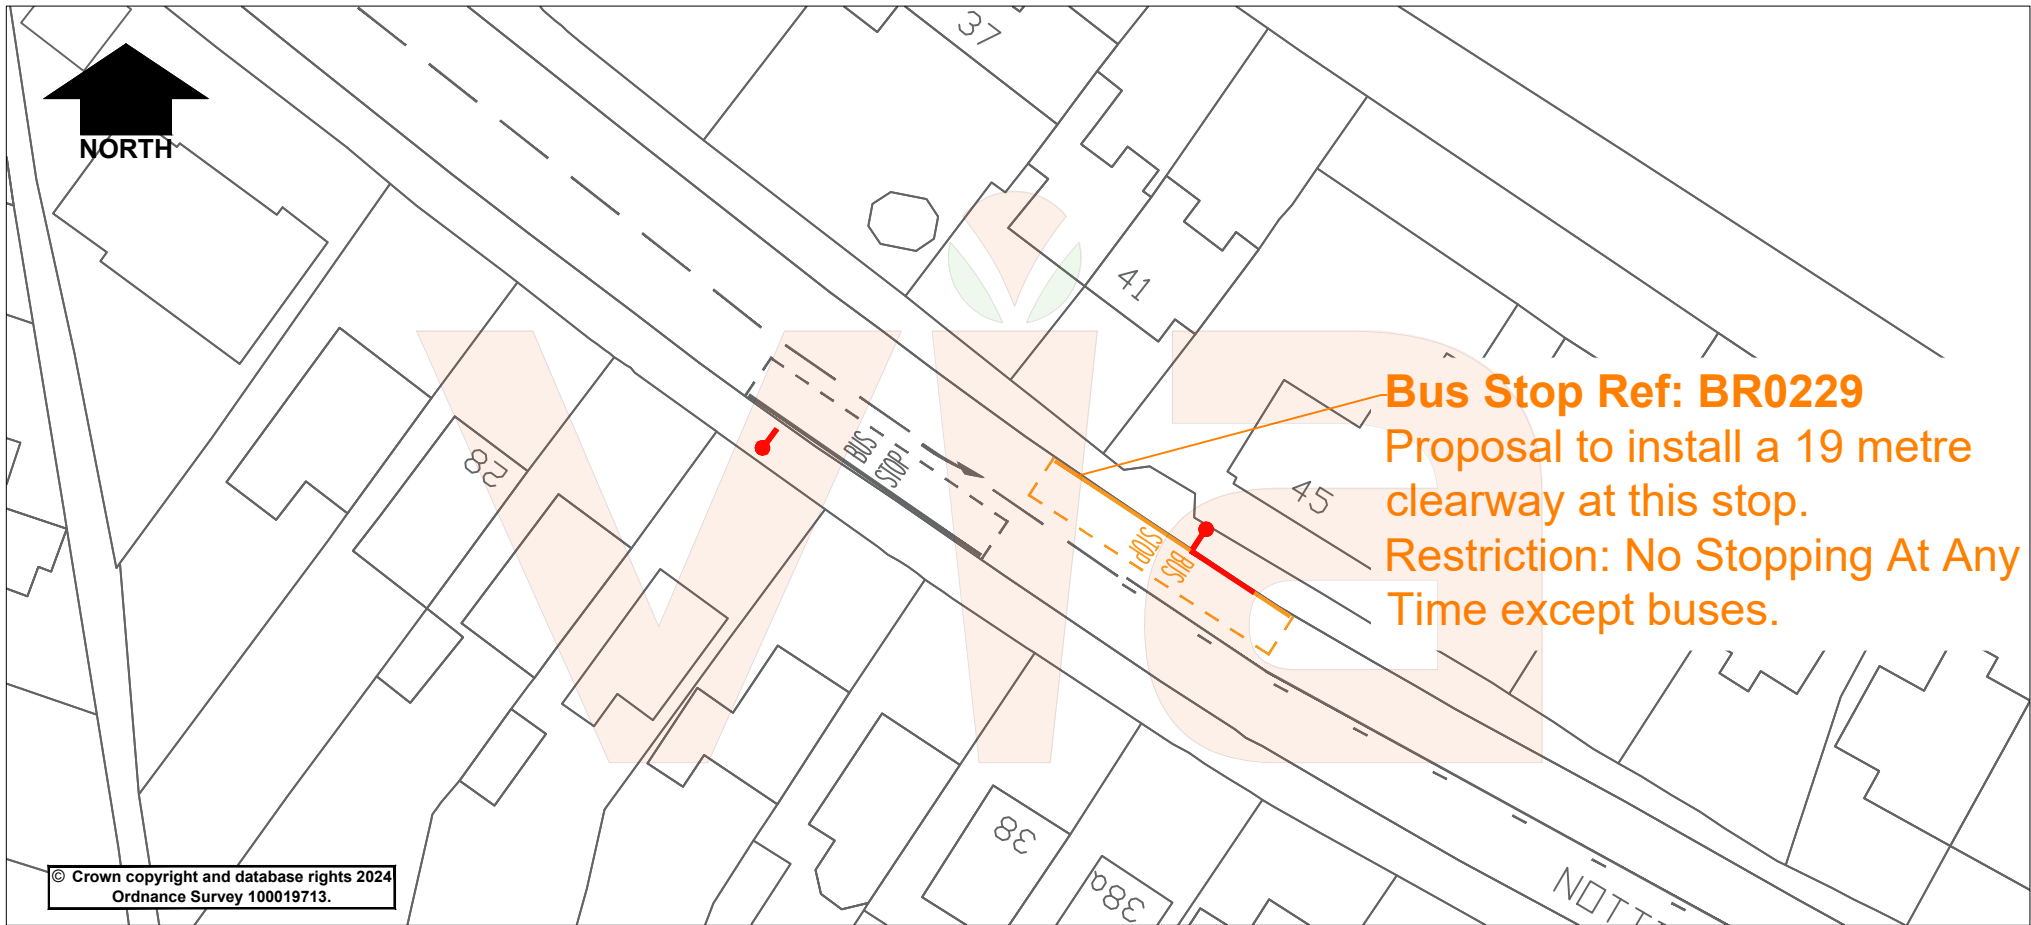 37
NORTH
41
Bus Stop Ref: BR0229
Proposal to install a 19 metre
clearway at this stop.
Restriction: No Stopping At Any
Time except buses.
BUS
STOP
28
45
BUS
STOP
38
38a
NOTTI
© Crown copyright and database rights 2024
Ordnance Survey 100019713.
via